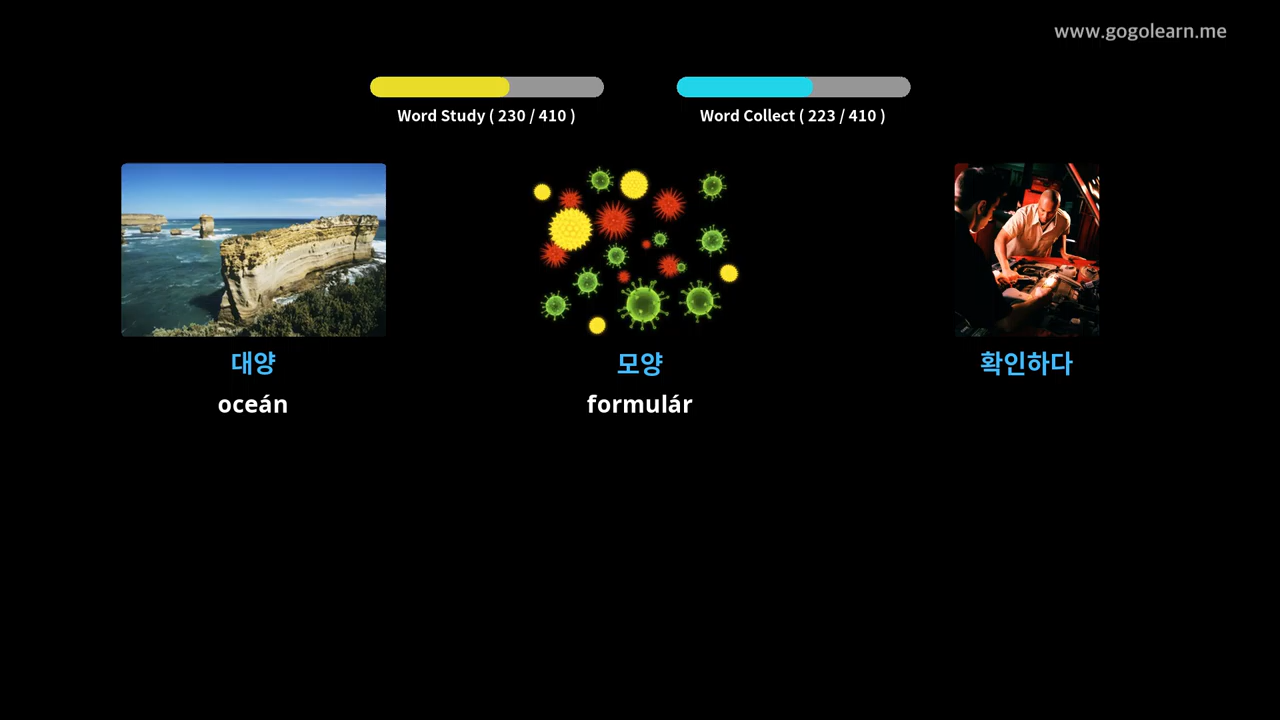 www.gogolearn.me
Word Study ( 230 / 410 )
Word Collect ( 223 / 410 )
대양
모양
확인하다
oceán
formulár